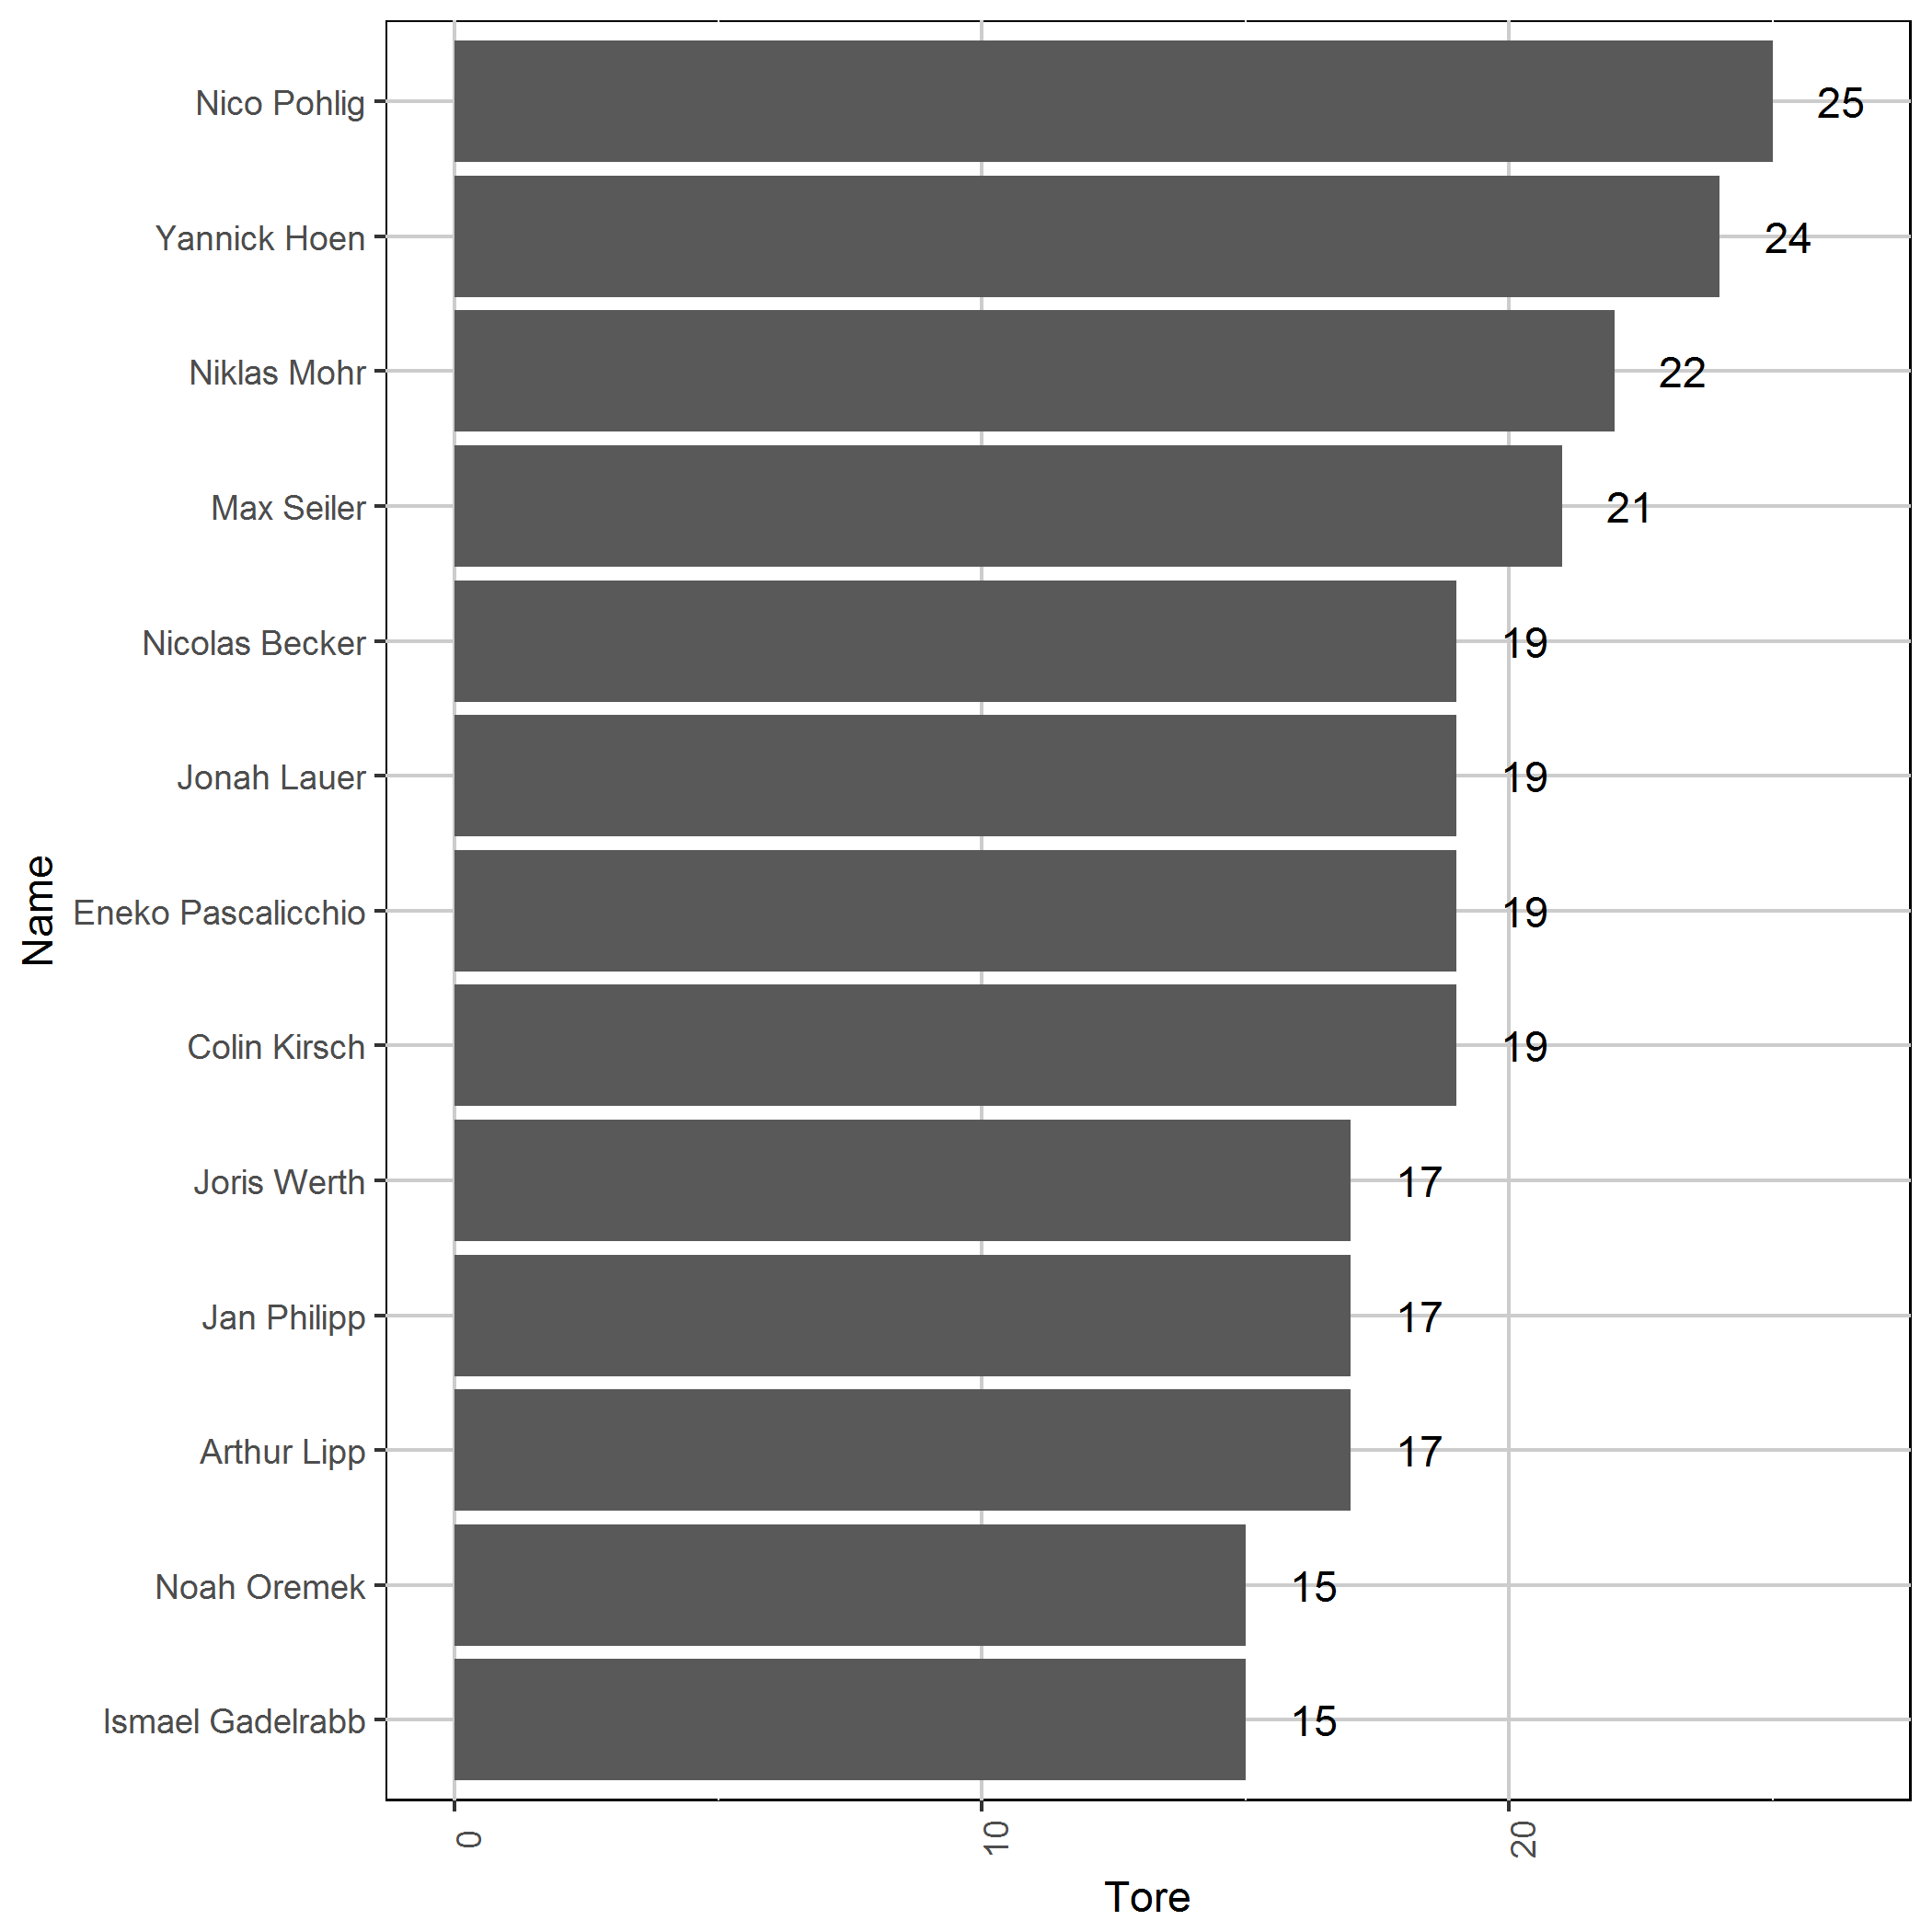 Nico Pohlig 25
Yannick Hoen 24
Niklas Mohr 22
Max Seiler 21
Nicolas Becker 19
Jonah Lauer 19
Eneko Pascalicchio 19
Colin Kirsch 19
Joris Werth 17
Jan Philipp 17
Arthur Lipp 17
Noah Oremek 15
Ismael Gadelrabb 15
Name
0 10 20
Tore